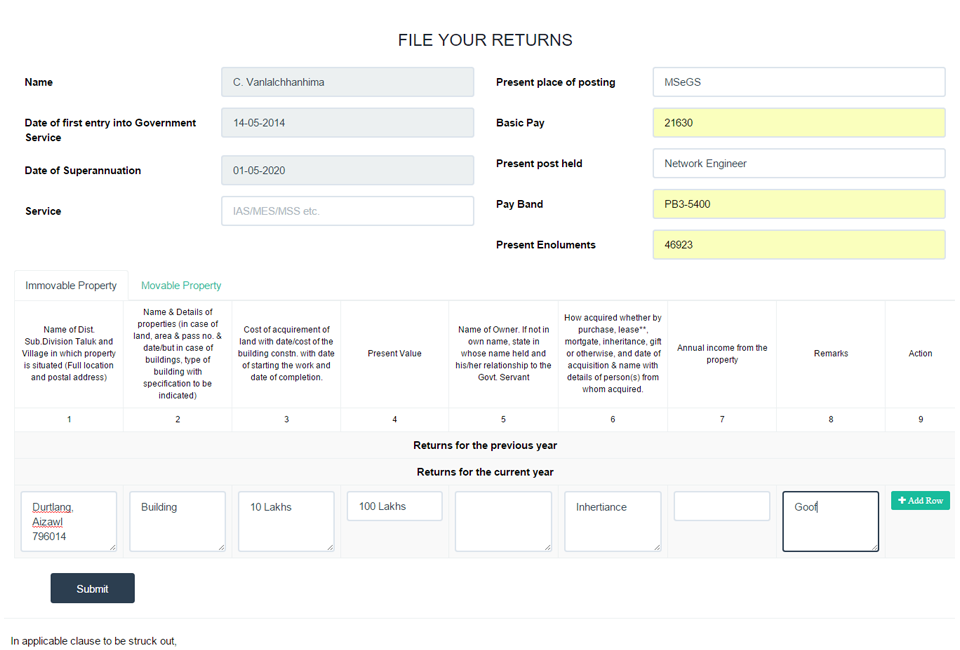 FILE YOUR RETURNS
Name
C. Vanlalchhanhima
Present place of posting
MSeGS
Date of first entry into Government
Service
14-05-2014
Basic Pay
21630
Date of Superannuation
01-05-2020
Present post held
Network Engineer
Service
IAS/MES/MSS etc.
Pay Band
PB3-5400
Present Enoluments
46923
Immovable Property
Movable Property
Name of Dist.
Sub.Division Taluk and
Village in which property
is situated (Full location
and postal address)
Name & Details of
properties (in case of
land, area & pass no. &
date/but in case of
buildings, type of
building with
specification to be
indicated)
Cost of acquirement of
land with date/cost of the
building constn. with date
of starting the work and
date of completion.
Present Value
Name of Owner. If not in
own name, state in
whose name held and
his/her relationship to the
Govt. Servant
How acquired whether by
purchase, lease**,
mortgate, inheritance, gift
or otherwise, and date of
acquisition & name with
details of person(s) from
whom acquired.
Annual income from the
property
Remarks
Action
1 2 3 4 5 6 7 8 9
Returns for the previous year
Returns for the current year
Durtlang,
Aizawl
796014
Building
10 Lakhs
100 Lakhs
Inhertiance
Goof
+ Add Row
Submit
In applicable clause to be struck out,